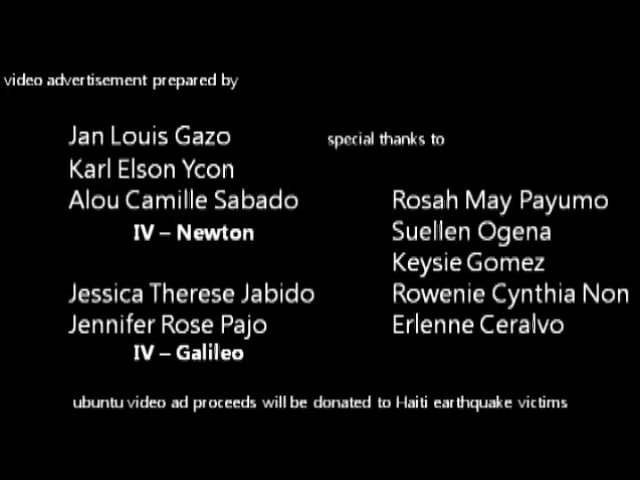 video advertisement prepared by
Jan Louis Gazo
Karl Elson Ycon
Alou Camille Sabado
IV – Newton
Jessica Therese Jabido
Jennifer Rose Pajo
IV – Galileo
special thanks to
Rosah May Payumo
Suellen Ogena
Keysie Gomez
Rowenie Cynthia Non
Erlenne Ceralvo
ubuntu video ad proceeds will be donated to Haiti earthquake victims